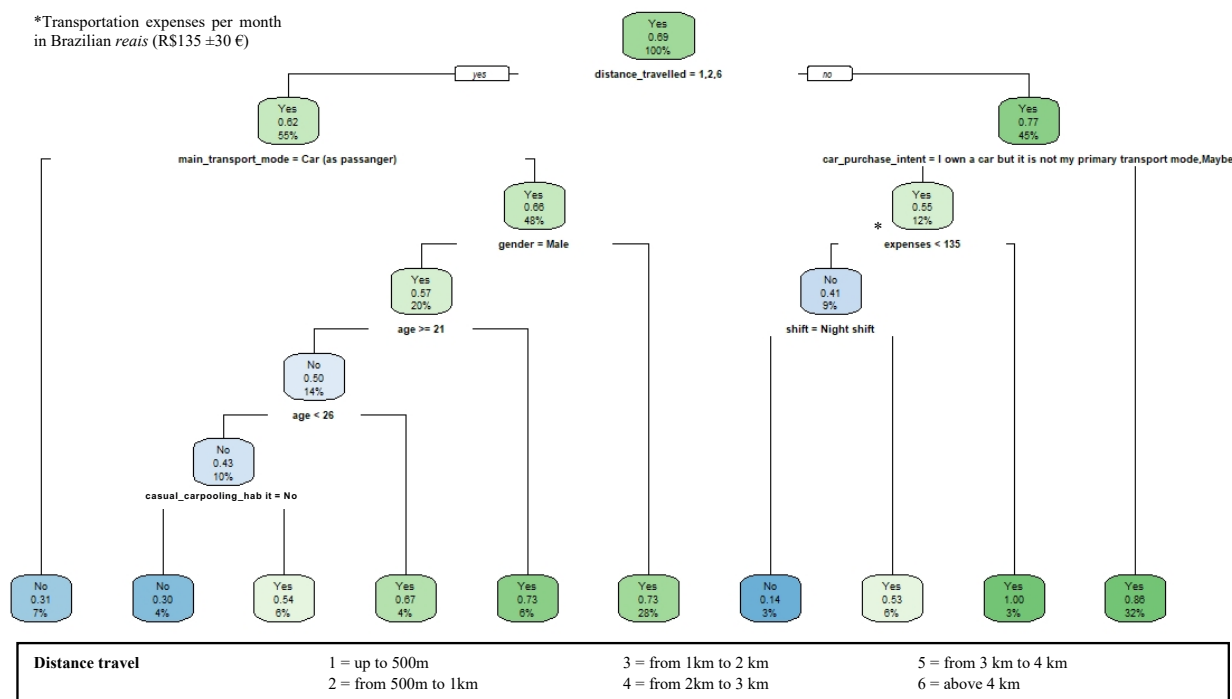 *Transportation expenses per month
in Brazilian reais (R$135 ±30 €)
Yes
0.69
100%
yes
distance_travelled = 1,2,6
no
Yes
0.62
55%
Yes
0.77
45%
main_transport_mode = Car (as passanger)
car_purchase_intent = I own a car but it is not my primary transport mode,Maybe
Yes
0.66
48%
Yes
0.55
12%
*
gender = Male
expenses < 135
Yes
0.57
20%
No
0.41
9%
age >= 21
shift = Night shift
No
0.50
14%
age < 26
No
0.43
10%
casual_carpooling_hab it = No
No
0.31
7%
No
0.30
4%
Yes
0.54
6%
Yes
0.67
4%
Yes
0.73
6%
Yes
0.73
28%
No
0.14
3%
Yes
0.53
6%
Yes
1.00
3%
Yes
0.86
32%
Distance travel
1 = up to 500m
3 = from 1km to 2 km
5 = from 3 km to 4 km
2 = from 500m to 1km
4 = from 2km to 3 km
6 = above 4 km